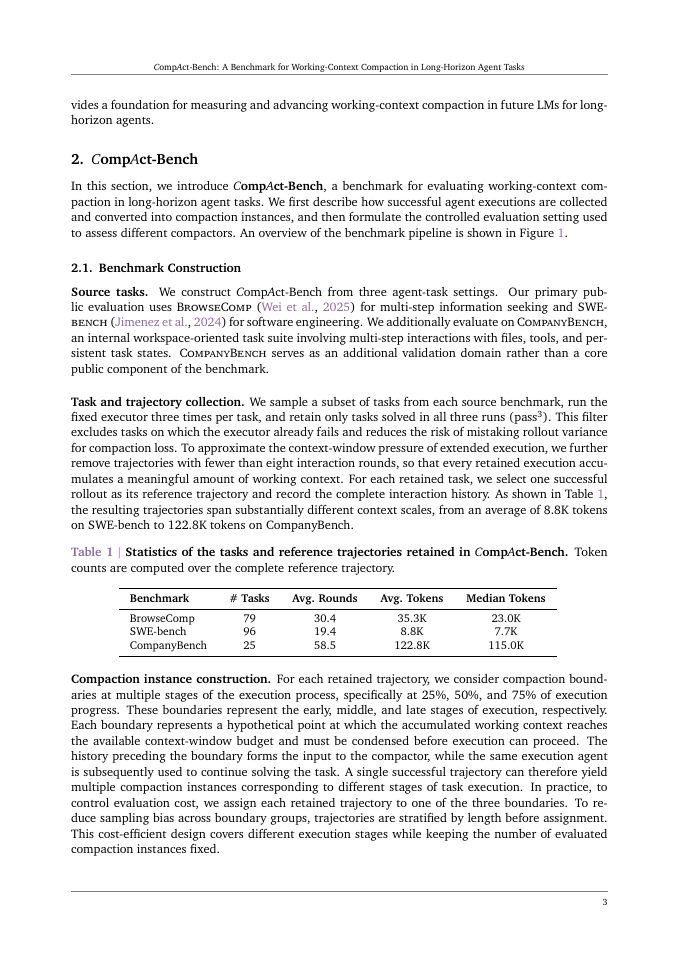 CompAct-Bench: A Benchmark for Working-Context Compaction in Long-Horizon Agent Tasks
vides a foundation for measuring and advancing working-context compaction in future LMs for long-
horizon agents.
2. CompAct-Bench
In this section, we introduce CompAct-Bench, a benchmark for evaluating working-context com-
paction in long-horizon agent tasks. We first describe how successful agent executions are collected
and converted into compaction instances, and then formulate the controlled evaluation setting used
to assess different compactors. An overview of the benchmark pipeline is shown in Figure 1.
2.1. Benchmark Construction
Source tasks. We construct CompAct-Bench from three agent-task settings. Our primary pub-
lic evaluation uses BrowseComp (Wei et al., 2025) for multi-step information seeking and SWE-
bench (Jimenez et al., 2024) for software engineering. We additionally evaluate on CompanyBench,
an internal workspace-oriented task suite involving multi-step interactions with files, tools, and per-
sistent task states. CompanyBench serves as an additional validation domain rather than a core
public component of the benchmark.
Task and trajectory collection. We sample a subset of tasks from each source benchmark, run the
fixed executor three times per task, and retain only tasks solved in all three runs (pass³). This filter
excludes tasks on which the executor already fails and reduces the risk of mistaking rollout variance
for compaction loss. To approximate the context-window pressure of extended execution, we further
remove trajectories with fewer than eight interaction rounds, so that every retained execution accu-
mulates a meaningful amount of working context. For each retained task, we select one successful
rollout as its reference trajectory and record the complete interaction history. As shown in Table 1,
the resulting trajectories span substantially different context scales, from an average of 8.8K tokens
on SWE-bench to 122.8K tokens on CompanyBench.
Table 1 | Statistics of the tasks and reference trajectories retained in CompAct-Bench. Token
counts are computed over the complete reference trajectory.
Benchmark # Tasks Avg. Rounds Avg. Tokens Median Tokens
BrowseComp 79 30.4 35.3K 23.0K
SWE-bench 96 19.4 8.8K 7.7K
CompanyBench 25 58.5 122.8K 115.0K
Compaction instance construction. For each retained trajectory, we consider compaction bound-
aries at multiple stages of the execution process, specifically at 25%, 50%, and 75% of execution
progress. These boundaries represent the early, middle, and late stages of execution, respectively.
Each boundary represents a hypothetical point at which the accumulated working context reaches
the available context-window budget and must be condensed before execution can proceed. The
history preceding the boundary forms the input to the compactor, while the same execution agent
is subsequently used to continue solving the task. A single successful trajectory can therefore yield
multiple compaction instances corresponding to different stages of task execution. In practice, to
control evaluation cost, we assign each retained trajectory to one of the three boundaries. To re-
duce sampling bias across boundary groups, trajectories are stratified by length before assignment.
This cost-efficient design covers different execution stages while keeping the number of evaluated
compaction instances fixed.
3